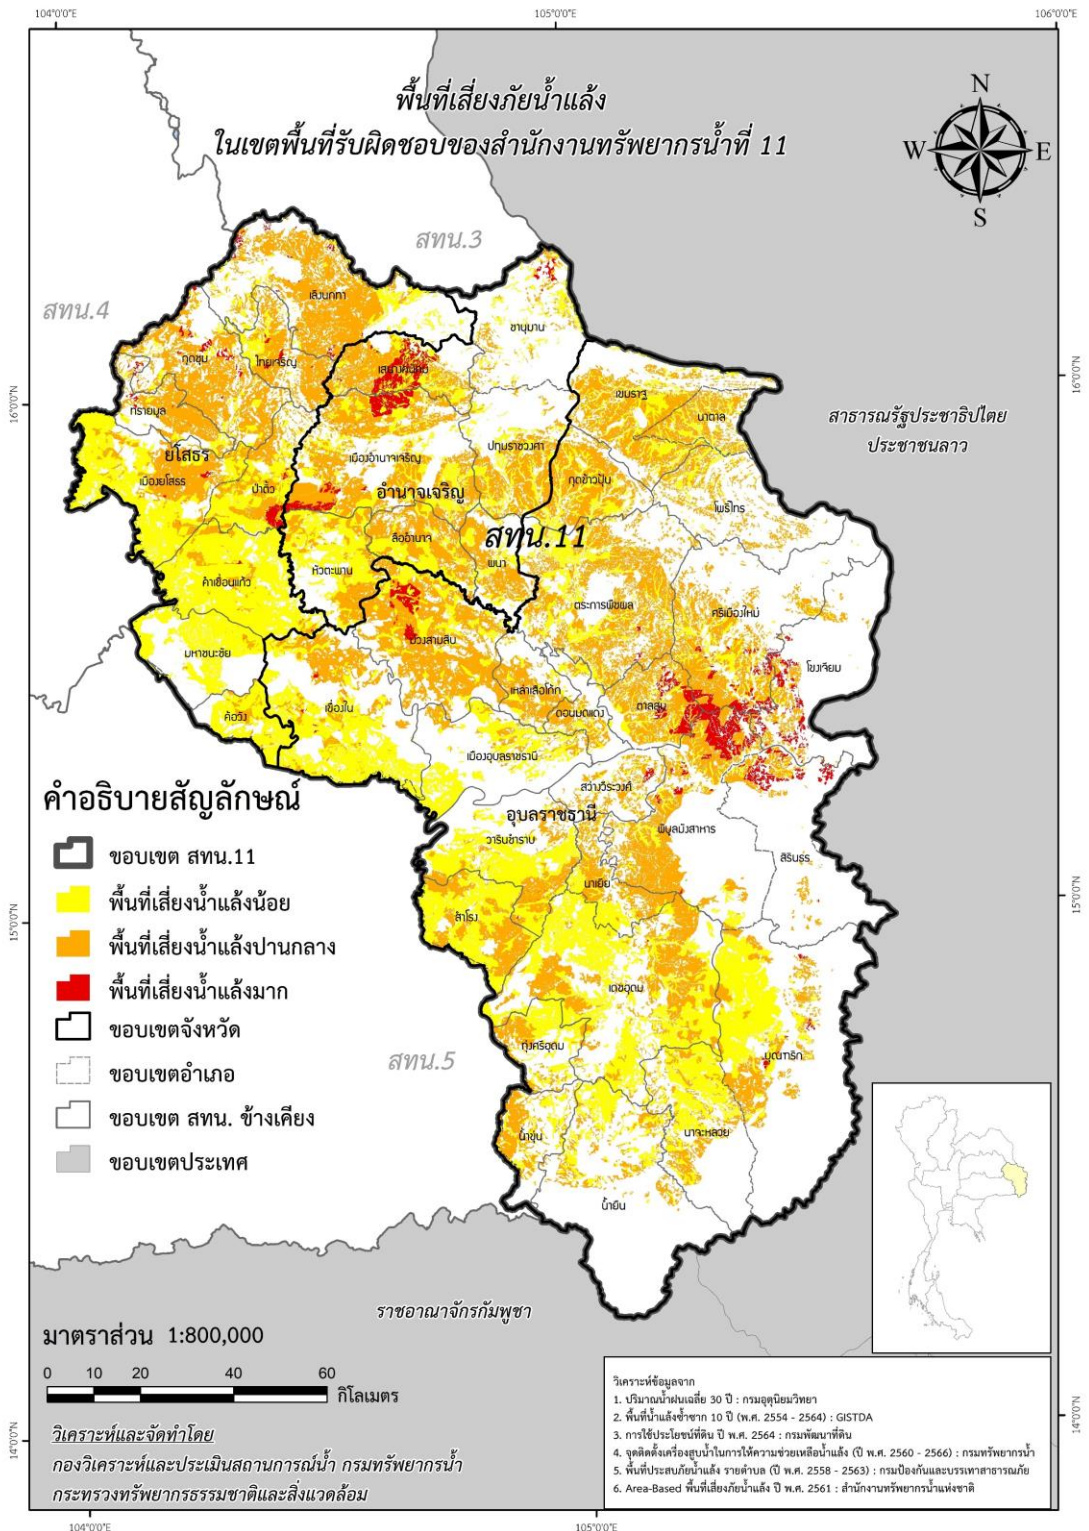 104°0'0"E
105°0'0"E
106°0'0"E
พื้นที่เสี่ยงภัยน้ำแล้ง
ในเขตพื้นที่รับผิดชอบของสำนักงานทรัพยากรน้ำที่ 11
N
W
E
S
สทน.3
สทน.4
เลิงนกทา
ชานุมาน
กุดชุม
ไทยเจริญ
เสนางคนิคม
16°0'0"N
16°0'0"N
เขมราฐ
นาตาล
ทรายมูล
สาธารณรัฐประชาธิปไตย
ประชาชนลาว
ปทุมราชวงศา
ยโสธร
เมืองอำนาจเจริญ
เมืองยโสธร
ป่าติ้ว
กุดข้าวปุ้น
อำนาจเจริญ
โพธิ์ไทร
สทน.11
ลืออำนาจ
พนา
หัวตะพาน
คำเขื่อนแก้ว
ตระการพืชผล
ศรีเมืองใหม่
ม่วงสามสิบ
มหาชนะชัย
โขงเจียม
เหล่าเสือโก้ก
ค้อวัง
เขื่องใน
ดอนมดแดง
ตาลสุม
เมืองอุบลราชธานี
สว่างวีระวงศ์
อุบลราชธานี
พิบูลมังสาหาร
วารินชำราบ
สิรินธร
นาเยีย
สำโรง
15°0'0"N
15°0'0"N
เดชอุดม
ทุ่งศรีอุดม
บุณฑริก
สทน.5
น้ำขุ่น
นาจะหลวย
น้ำยืน
คำอธิบายสัญลักษณ์
ขอบเขต สทน.11
พื้นที่เสี่ยงน้ำแล้งน้อย
พื้นที่เสี่ยงน้ำแล้งปานกลาง
พื้นที่เสี่ยงน้ำแล้งมาก
ขอบเขตจังหวัด
ขอบเขตอำเภอ
ขอบเขต สทน. ข้างเคียง
ขอบเขตประเทศ
ราชอาณาจักรกัมพูชา
มาตราส่วน 1:800,000
0 10 20 40 60
กิโลเมตร
วิเคราะห์และจัดทำโดย
กองวิเคราะห์และประเมินสถานการณ์น้ำ กรมทรัพยากรน้ำ
กระทรวงทรัพยากรธรรมชาติและสิ่งแวดล้อม
วิเคราะห์ข้อมูลจาก
1. ปริมาณน้ำฝนเฉลี่ย 30 ปี : กรมอุตุนิยมวิทยา
2. พื้นที่น้ำแล้งซ้ำซาก 10 ปี (พ.ศ. 2554 - 2564) : GISTDA
3. การใช้ประโยชน์ที่ดิน ปี พ.ศ. 2564 : กรมพัฒนาที่ดิน
4. จุดติดตั้งเครื่องสูบน้ำในการให้ความช่วยเหลือน้ำแล้ง (ปี พ.ศ. 2560 - 2566) : กรมทรัพยากรน้ำ
5. พื้นที่ประสบภัยน้ำแล้ง รายตำบล (ปี พ.ศ. 2558 - 2563) : กรมป้องกันและบรรเทาสาธารณภัย
6. Area-Based พื้นที่เสี่ยงภัยน้ำแล้ง ปี พ.ศ. 2561 : สำนักงานทรัพยากรน้ำแห่งชาติ
14°0'0"N
14°0'0"N
104°0'0"E
105°0'0"E